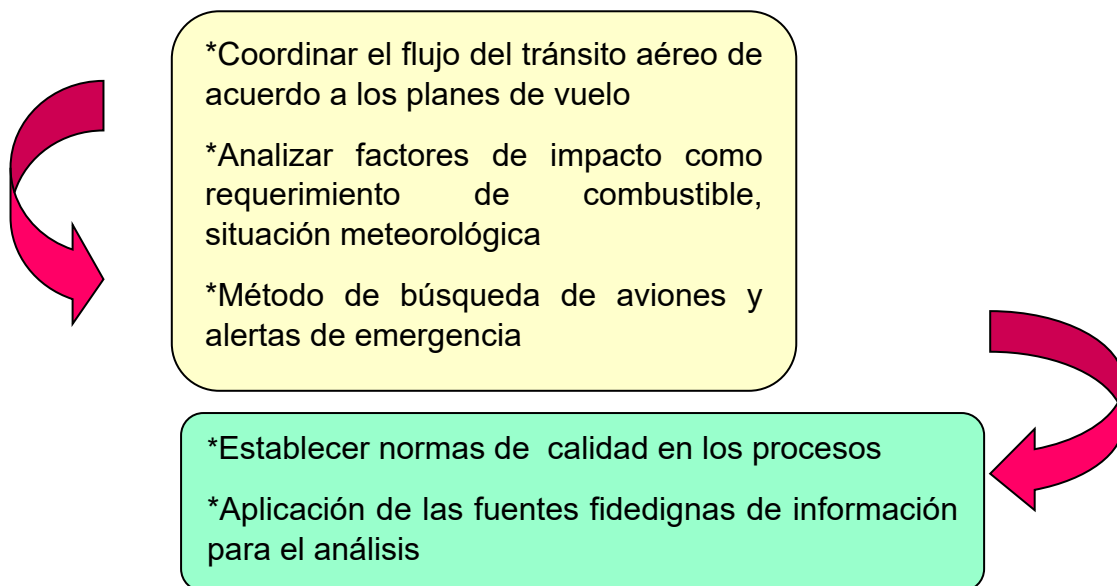 *Coordinar el flujo del tránsito aéreo de
acuerdo a los planes de vuelo
*Analizar factores de impacto como
requerimiento de combustible,
situación meteorológica
*Método de búsqueda de aviones y
alertas de emergencia
*Establecer normas de calidad en los procesos
*Aplicación de las fuentes fidedignas de información
para el análisis